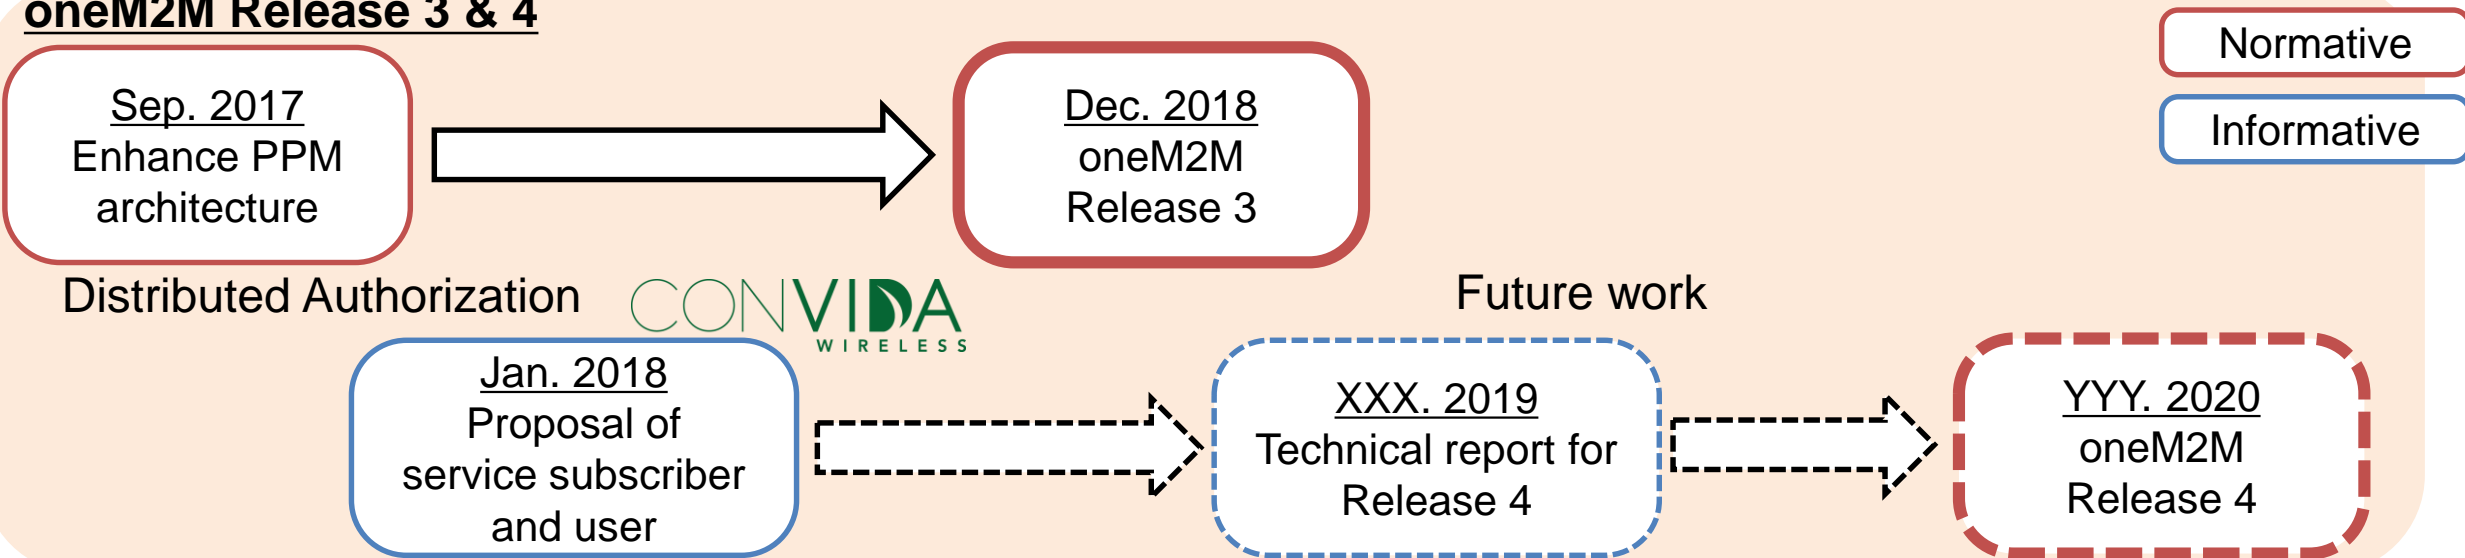 oneM2M Release 3 & 4
Normative
Informative
Sep. 2017
Enhance PPM
architecture
Dec. 2018
oneM2M
Release 3
Distributed Authorization
CONVIDA
WIRELESS
Future work
Jan. 2018
Proposal of
service subscriber
and user
XXX. 2019
Technical report for
Release 4
YYY. 2020
oneM2M
Release 4